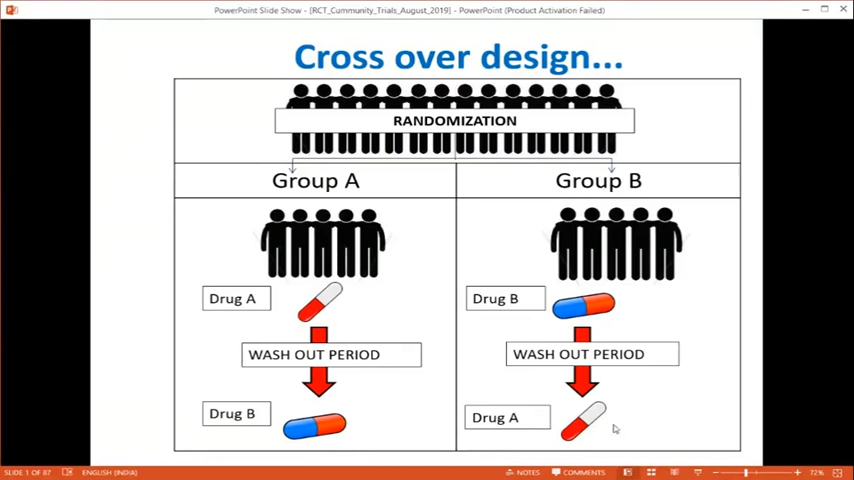 PowerPoint Slide Show - [RCT_Cummunity_Trials_August_2019] - PowerPoint (Product Activation Failed)
Cross over design...
RANDOMIZATION
Group A
Group B
Drug A
Drug B
WASH OUT PERIOD
WASH OUT PERIOD
Drug B
Drug A
SLIDE 1 OF 87 ENGLISH (INDIA) NOTES COMMENTS 72%